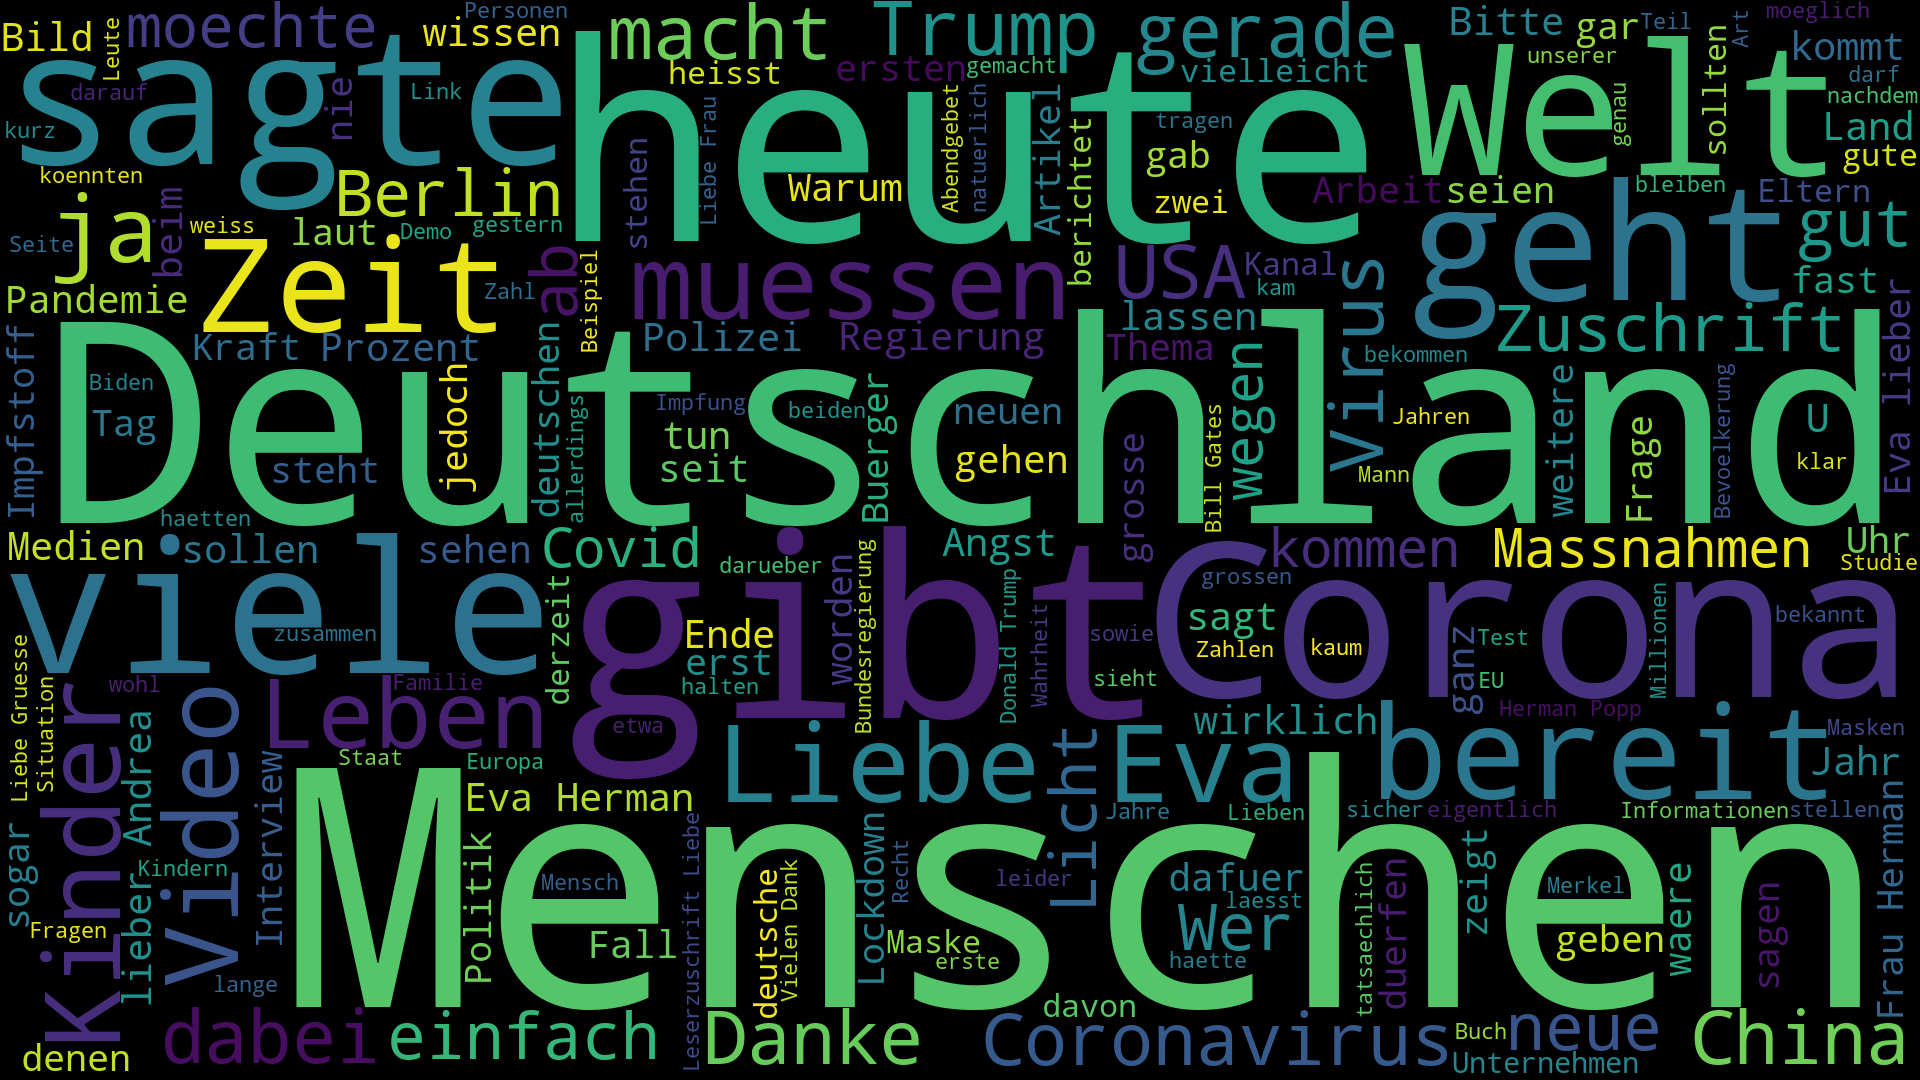 Bild
Leute
moechte
Personen
wissen
macht
Trump
gerade
Bitte
gar
Teil
Art
moeglich
sagte
heute
Welt
darauf
nie
Link
heisst
ersten
gemacht
vielleicht
unserer
sollten
kommt
darf
nachdem
kurz
Liebe Frau
Abendgebet
natuerlich
Artikel
berichtet
tragen
gab
genau
Land
gute
koennten
Berlin
stehen
Warum
zwei
Arbeit
seien
bleiben
Eltern
ja
beim
weiss
laut
Demo
gestern
Seite
Zeit
ab
Beispiel
muessen
USA
Kanal
kam
Virus
geht
gut
fast
Pandemie
Zahl
Kraft
Prozent
Polizei
Regierung
lassen
Thema
bekommen
Zuschrift
Eva lieber
Impfstoff
Deutschland
Biden
Tag
jedoch
deutschen
allerdings
Impfung
beiden
Buerger
neuen
wegen
Jahren
weitere
Bevoelkerung
U
steht
tun
seit
gehen
grosse
Bill Gates
Mann
Frage
klar
haetten
Medien
sollen
sehen
Covid
darueber
Angst
kommen
Massnahmen
Uhr
Studie
viele
gibt
Corona
derzeit
worden
Bundesregierung
grossen
zusammen
Ende
erst
halten
Donald Trump
Wahrheit
sowie
sagt
Zahlen
kaum
sieht
ganz
Test
EU
Millionen
bekannt
Liebe Gruesse
Situation
wohl
Familie
Leben
etwa
Herman Popp
Kinder
lieber Andrea
Video
Interview
Staat
Europa
Liebe Eva
wirklich
bereit
Masken
Jahr
Menschen
Eva Herman
Licht
Jahre
Lieben
sicher
eigentlich
Informationen
stellen
Frau Herman
sogar
Kindern
Politik
Mensch
Leserzuschrift Liebe
deutsche
Vielen Dank
Lockdown
Recht
leider
dafuer
laesst
tatsaechlich
duerfen
zeigt
Merkel
waere
sagen
Fragen
lange
Fall
Maske
erste
Wer
haette
geben
davon
denen
dabei
einfach
Danke
Coronavirus
Buch
neue
Unternehmen
China